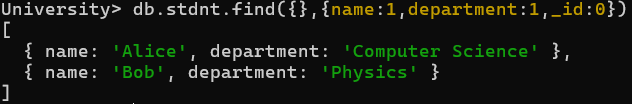 University> db.stdnt.find({},{name:1,department:1,_id:0})
[
  { name: 'Alice', department: 'Computer Science' },
  { name: 'Bob', department: 'Physics' }
]